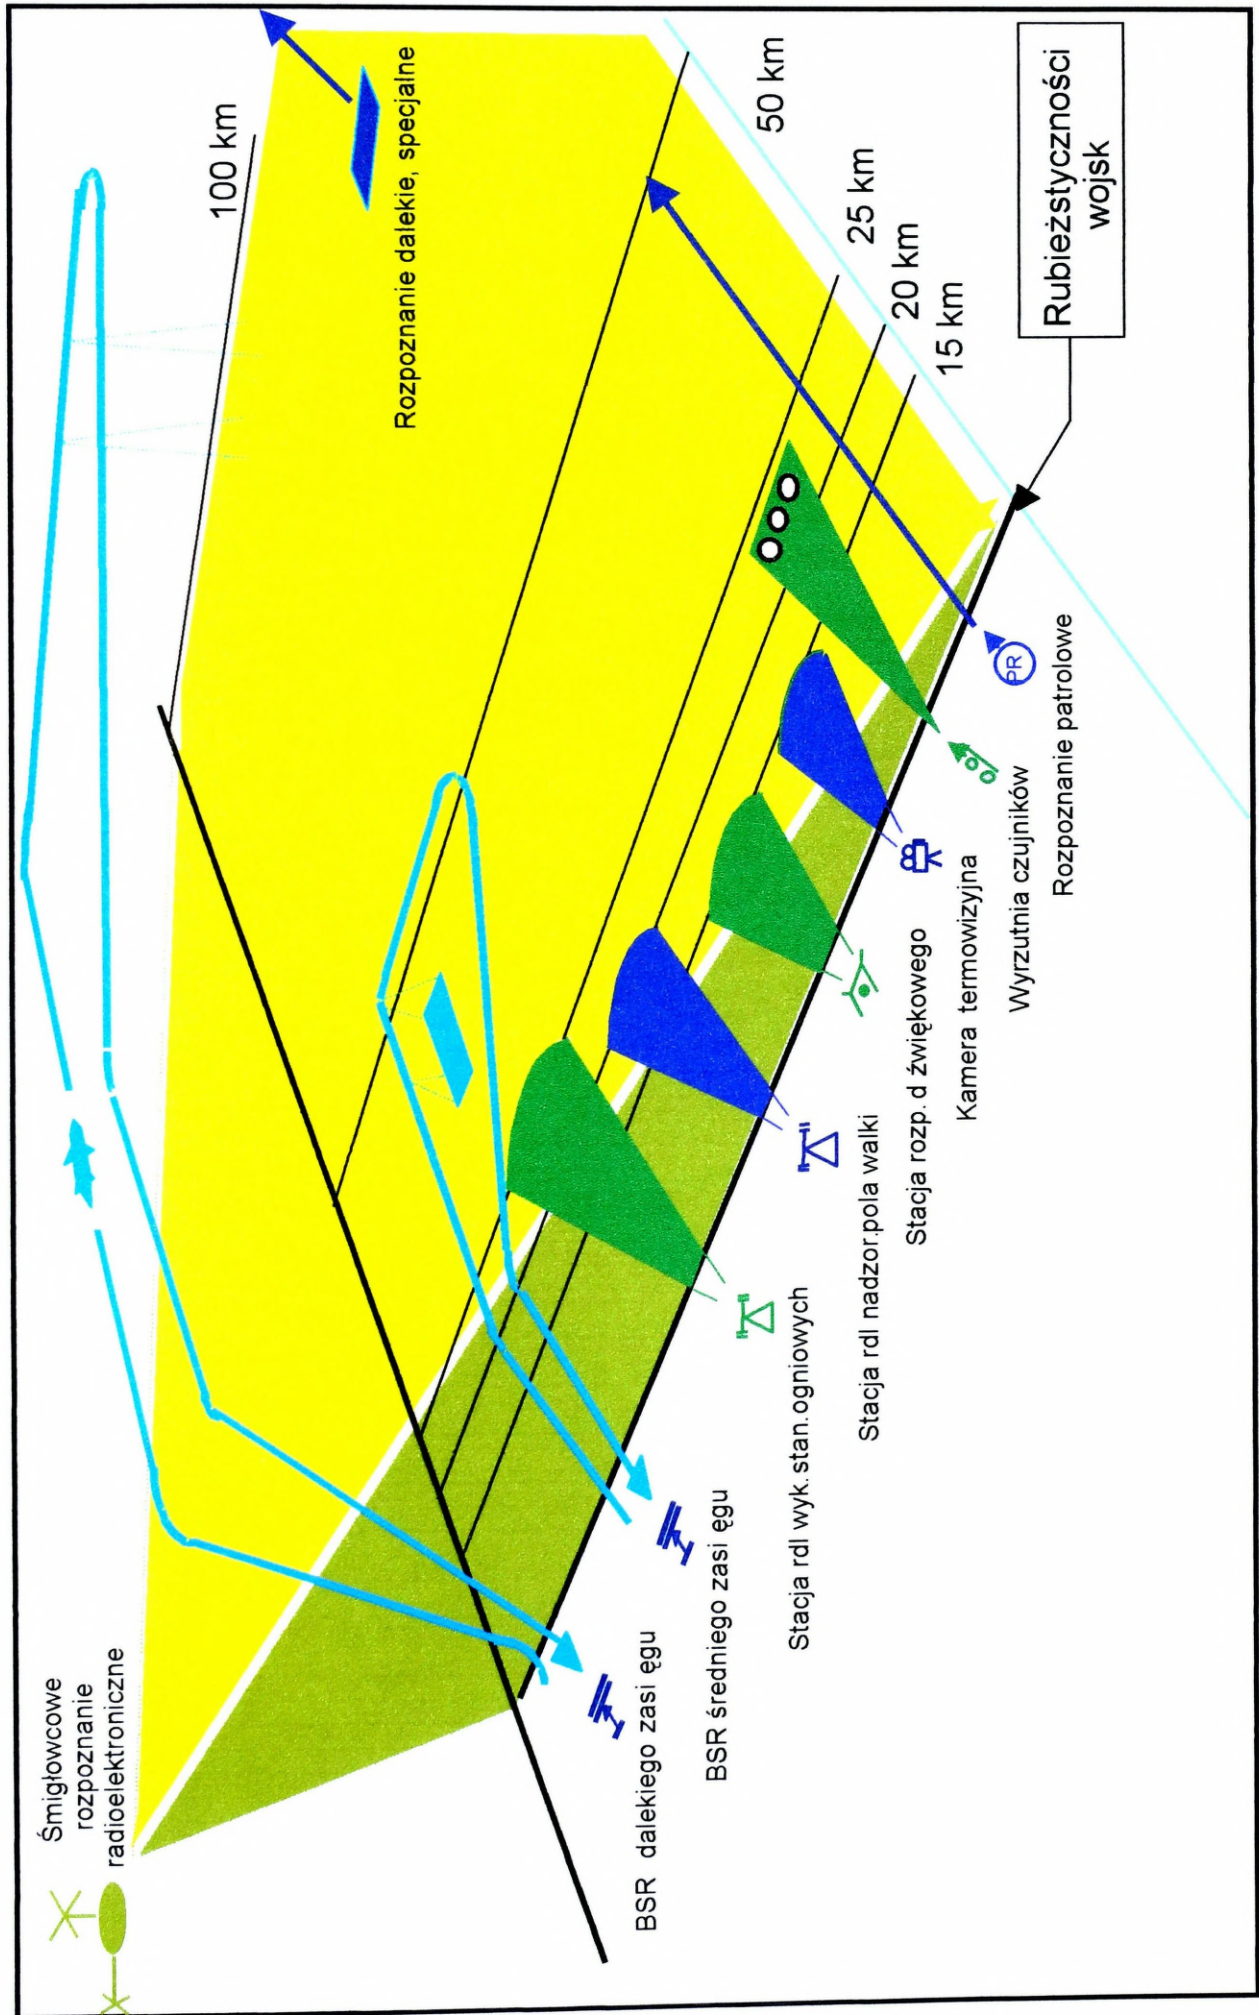 Śmigłowcowe
rozpoznanie
radioelektroniczne
100 km
Rozpoznanie dalekie, specjalne
50 km
25 km
20 km
15 km
Rubieżstyczności
wojsk
BSR dalekiego zasi ęgu
BSR średniego zasi ęgu
Stacja rdl wyk. stan.ogniowych
Stacja rdl nadzor.pola walki
Stacja rozp. d źwiękowego
Kamera termowizyjna
Wyrzutnia czujników
Rozpoznanie patrolowe
PR